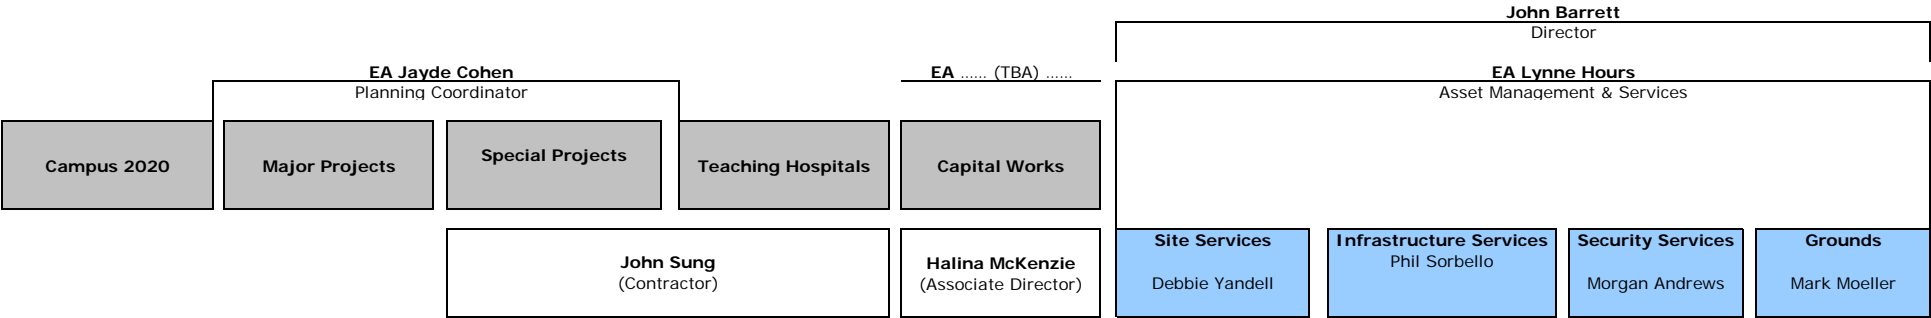 John Barrett
Director
EA Jayde Cohen
Planning Coordinator
EA ...... (TBA) ......
EA Lynne Hours
Asset Management & Services
Campus 2020
Major Projects
Special Projects
Teaching Hospitals
Capital Works
John Sung
(Contractor)
Halina McKenzie
(Associate Director)
Site Services
Debbie Yandell
Infrastructure Services
Phil Sorbello
Security Services
Morgan Andrews
Grounds
Mark Moeller